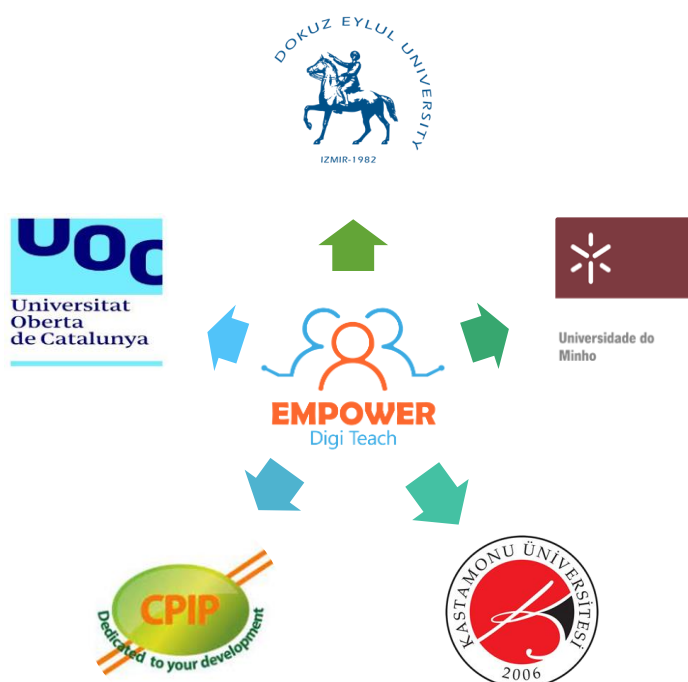 DOKUZ EYLUL UNIVERSITY
IZMIR-1982
UOC
Universitat
Oberta
de Catalunya
Universidade do
Minho
EMPOWER
Digi Teach
CPIP
Dedicated to your development
KASTAMONU ÜNİVERSİTESİ
2006